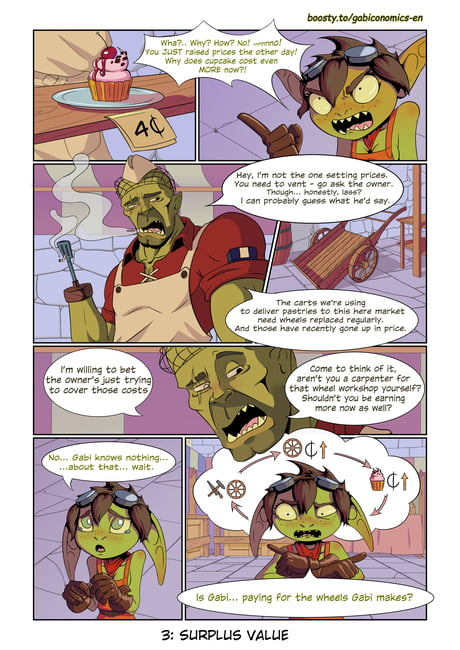 boosty.to/gabiconomics-en
Wha?.. Why? How? No! nnnnno!
You JUST raised prices the other day!
Why does cupcake cost even
MORE now?!
4¢
Hey, I'm not the one setting prices.
You need to vent - go ask the owner.
Though... honestly, lass?
I can probably guess what he'd say.
The carts we're using
to deliver pastries to this here market
need wheels replaced regularly.
And those have recently gone up in price.
I'm willing to bet
the owner's just trying
to cover those costs
Come to think of it,
aren't you a carpenter for
that wheel workshop yourself?
Shouldn't you be earning
more now as well?
No... Gabi knows nothing...
...about that... wait.
¢↑
¢↑
Is Gabi... paying for the wheels Gabi makes?
3: SURPLUS VALUE